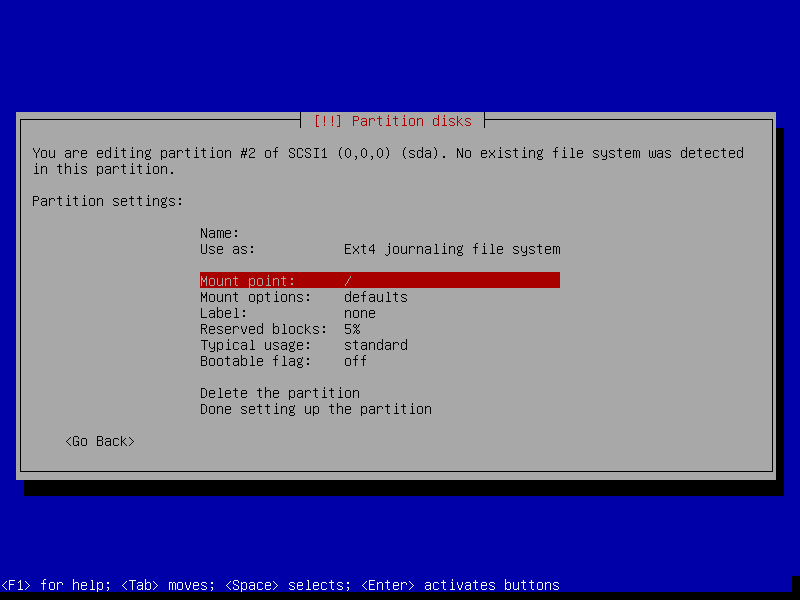 [!!] Partition disks
You are editing partition #2 of SCSI1 (0,0,0) (sda). No existing file system was detected
in this partition.
Partition settings:
Name:
Use as: Ext4 journaling file system
Mount point: /
Mount options: defaults
Label: none
Reserved blocks: 5%
Typical usage: standard
Bootable flag: off
Delete the partition
Done setting up the partition
<Go Back>
<F1> for help; <Tab> moves; <Space> selects; <Enter> activates buttons